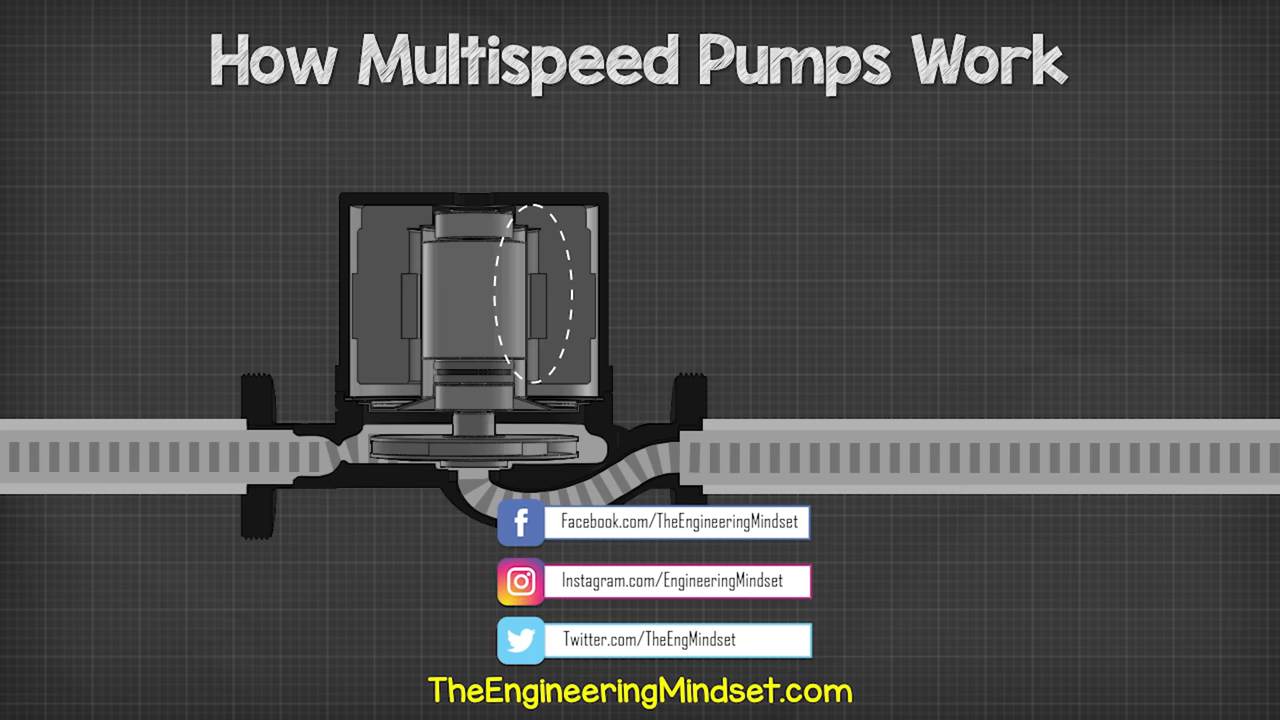 How Multispeed Pumps Work
Facebook.com/TheEngineeringMindset
Instagram.com/EngineeringMindset
Twitter.com/TheEngMindset
TheEngineeringMindset.com